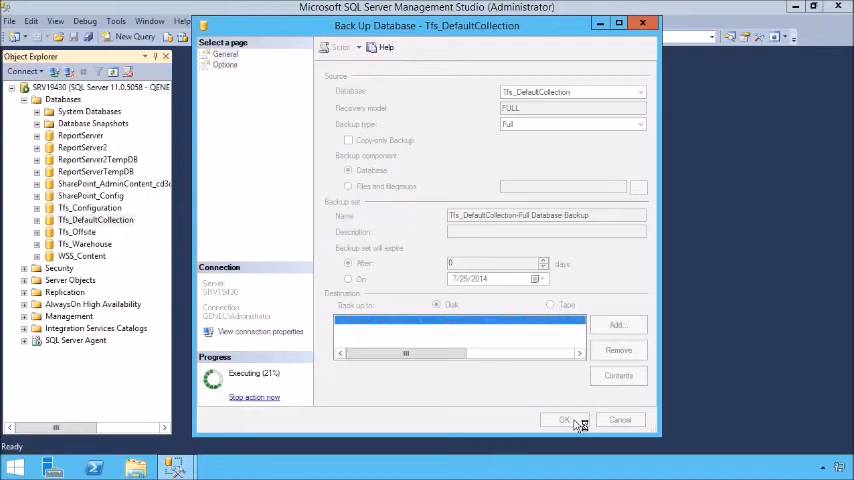 Microsoft SQL Server Management Studio (Administrator)
File Edit View Debug Tools Window
New Query
Object Explorer
Connect
SRV19430 (SQL Server 11.0.5058 - QENE
Databases
System Databases
Database Snapshots
ReportServer
ReportServer2
ReportServer2TempDB
ReportServerTempDB
SharePoint_AdminContent_cd3
SharePoint_Config
Tfs_Configuration
Tfs_DefaultCollection
Tfs_Offsite
Tfs_Warehouse
WSS_Content
Security
Server Objects
Replication
AlwaysOn High Availability
Management
Integration Services Catalogs
SQL Server Agent
Ready
Back Up Database - Tfs_DefaultCollection
Select a page
General
Options
Script
Help
Source
Database:
Tfs_DefaultCollection
Recovery model:
FULL
Backup type:
Full
Copy-only Backup
Backup component:
Database
Files and filegroups
...
Backup set
Name:
Tfs_DefaultCollection-Full Database Backup
Description:
Backup set will expire
After:
0
days
On:
7/25/2014
Destination
Back up to:
Disk
Tape
Add...
Remove
Contents
Connection
Server:
SRV19430
Connection:
QENEL\Administrator
View connection properties
Progress
Executing (21%)
Stop action now
OK
Cancel